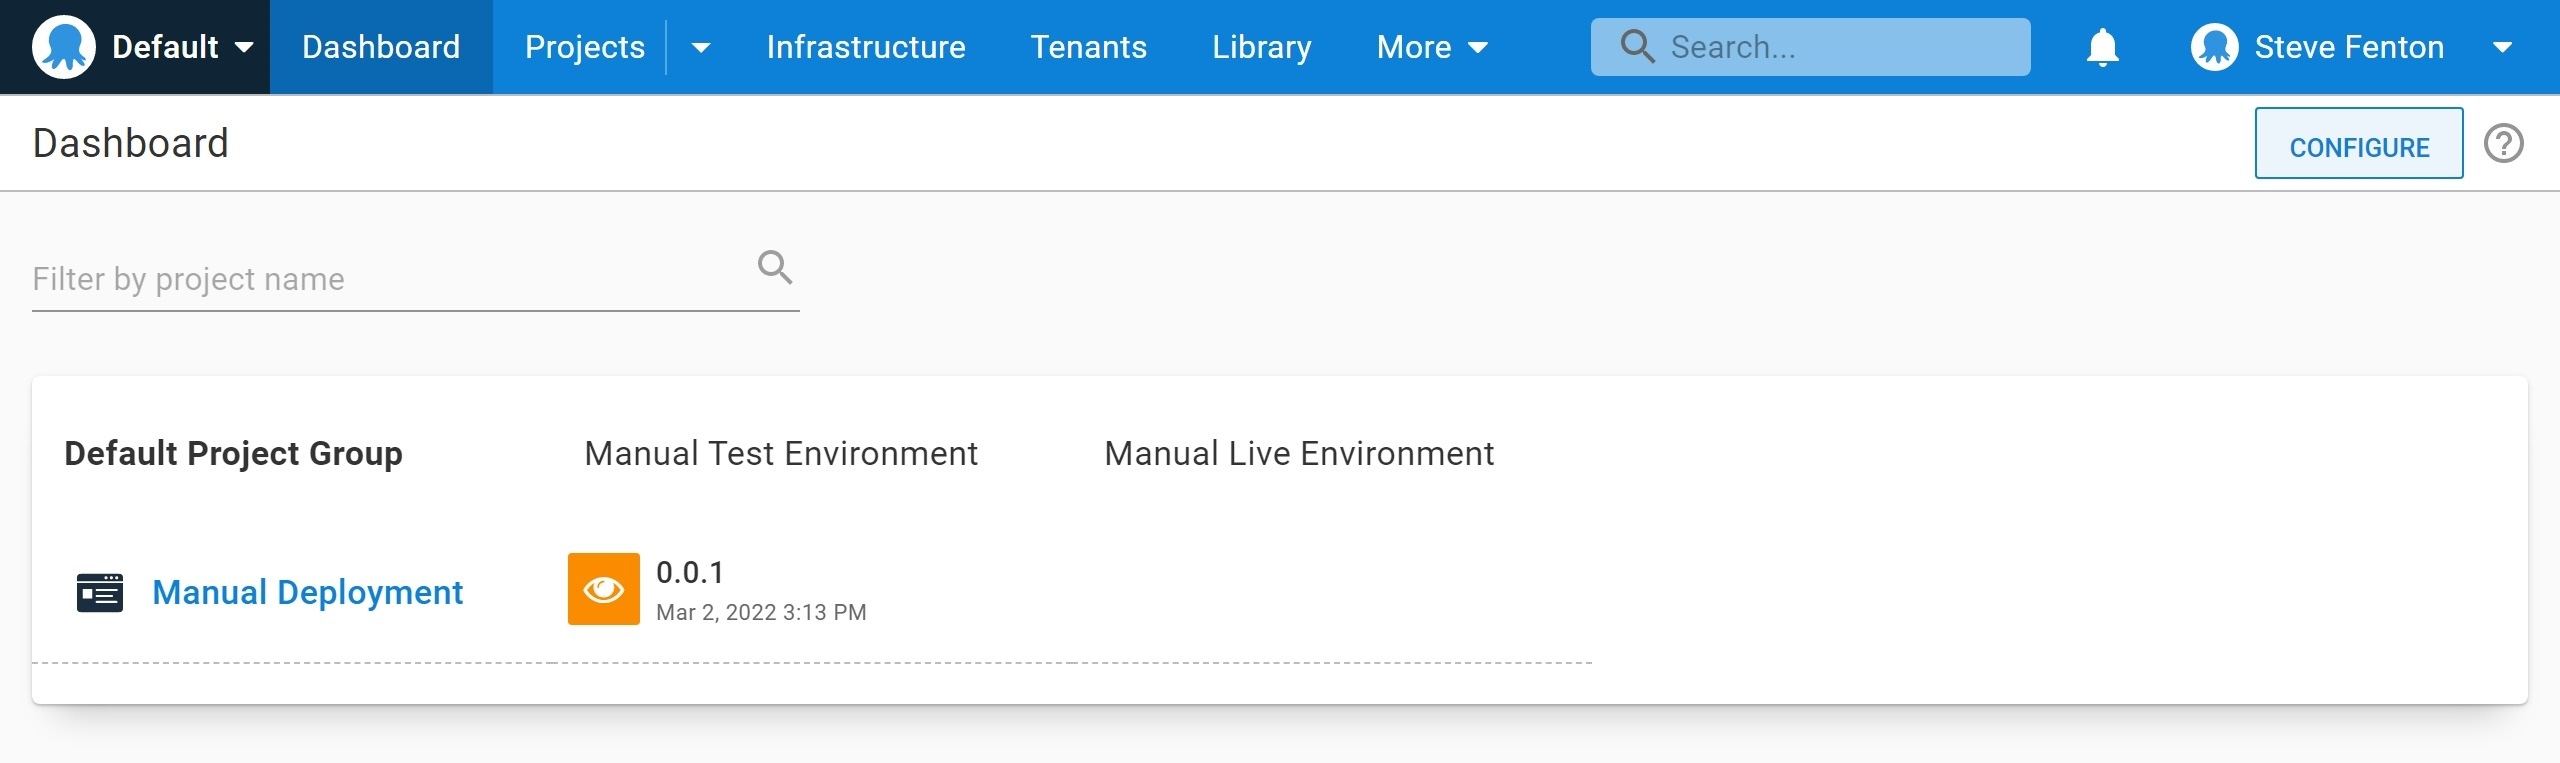 Default Dashboard Projects Infrastructure Tenants Library More Search... Steve Fenton
Dashboard CONFIGURE
Filter by project name
Default Project Group Manual Test Environment Manual Live Environment
Manual Deployment 0.0.1
Mar 2, 2022 3:13 PM